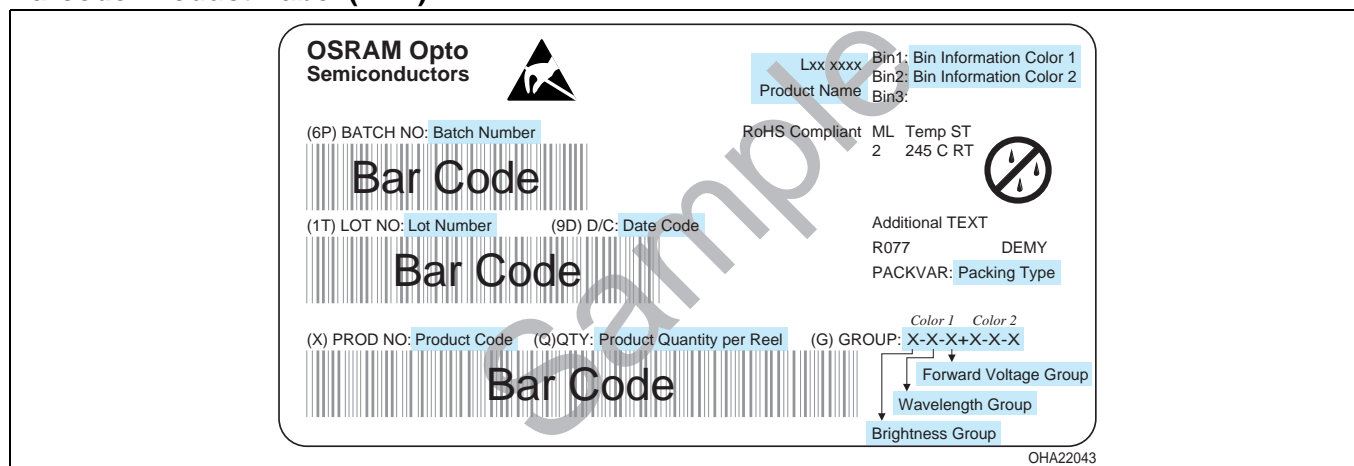 OSRAM Opto
Semiconductors
Lxx xxxx
Product Name
Bin1: Bin Information Color 1
Bin2: Bin Information Color 2
Bin3:
(6P) BATCH NO: Batch Number
Bar Code
RoHS Compliant ML Temp ST
2 245 C RT
(1T) LOT NO: Lot Number (9D) D/C: Date Code
Bar Code
Additional TEXT
R077 DEMY
PACKVAR: Packing Type
Color 1 Color 2
(X) PROD NO: Product Code (Q)QTY: Product Quantity per Reel (G) GROUP: X-X-X+X-X-X
Bar Code
Forward Voltage Group
Wavelength Group
Brightness Group
Sample
OHA22043